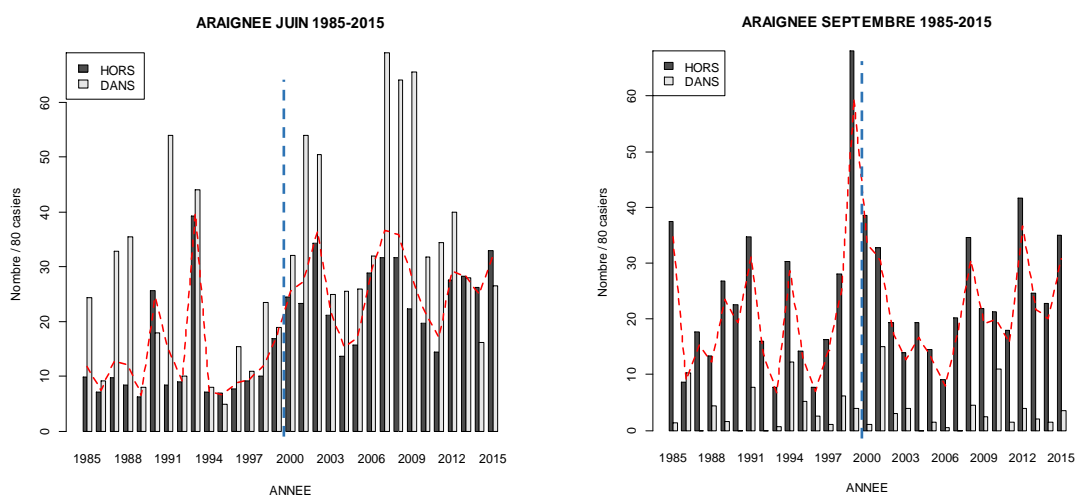 ARAIGNEE JUIN 1985-2015
HORS
DANS
Nombre / 80 casiers
60
50
40
30
20
10
0
1985 1988 1991 1994 1997 2000 2003 2006 2009 2012 2015
ANNEE
ARAIGNEE SEPTEMBRE 1985-2015
HORS
DANS
Nombre / 80 casiers
60
50
40
30
20
10
0
1985 1988 1991 1994 1997 2000 2003 2006 2009 2012 2015
ANNEE